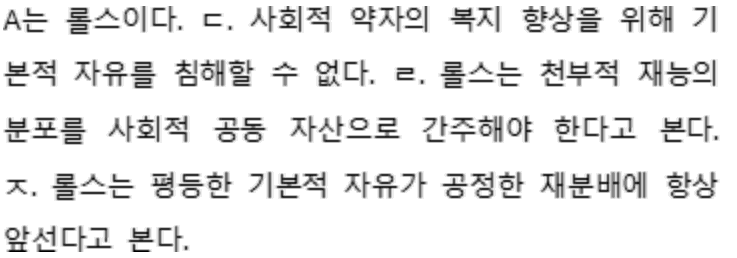 A는 롤스이다. ㄷ. 사회적 약자의 복지 향상을 위해 기
본적 자유를 침해할 수 없다. ㄹ. 롤스는 천부적 재능의
분포를 사회적 공동 자산으로 간주해야 한다고 본다.
ㅈ. 롤스는 평등한 기본적 자유가 공정한 재분배에 항상
앞선다고 본다.